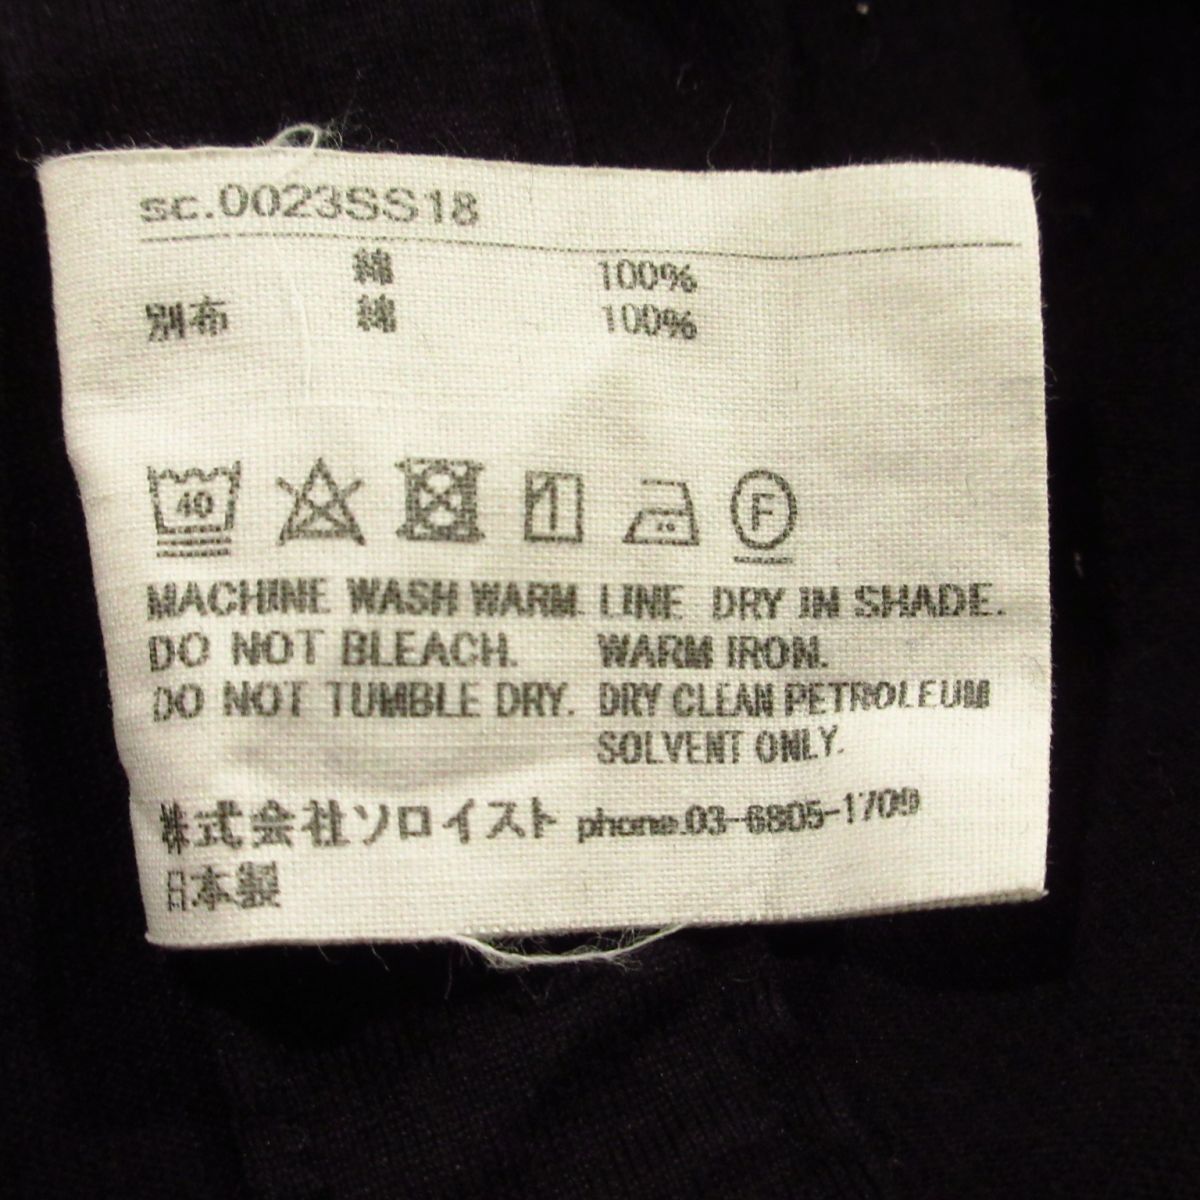 sc.0023SS18
綿 100%
別布 綿 100%
40 F
MACHINE WASH WARM. LINE DRY IN SHADE.
DO NOT BLEACH. WARM IRON.
DO NOT TUMBLE DRY. DRY CLEAN PETROLEUM
SOLVENT ONLY.
株式会社ソロイスト phone.03-6805-1709
日本製